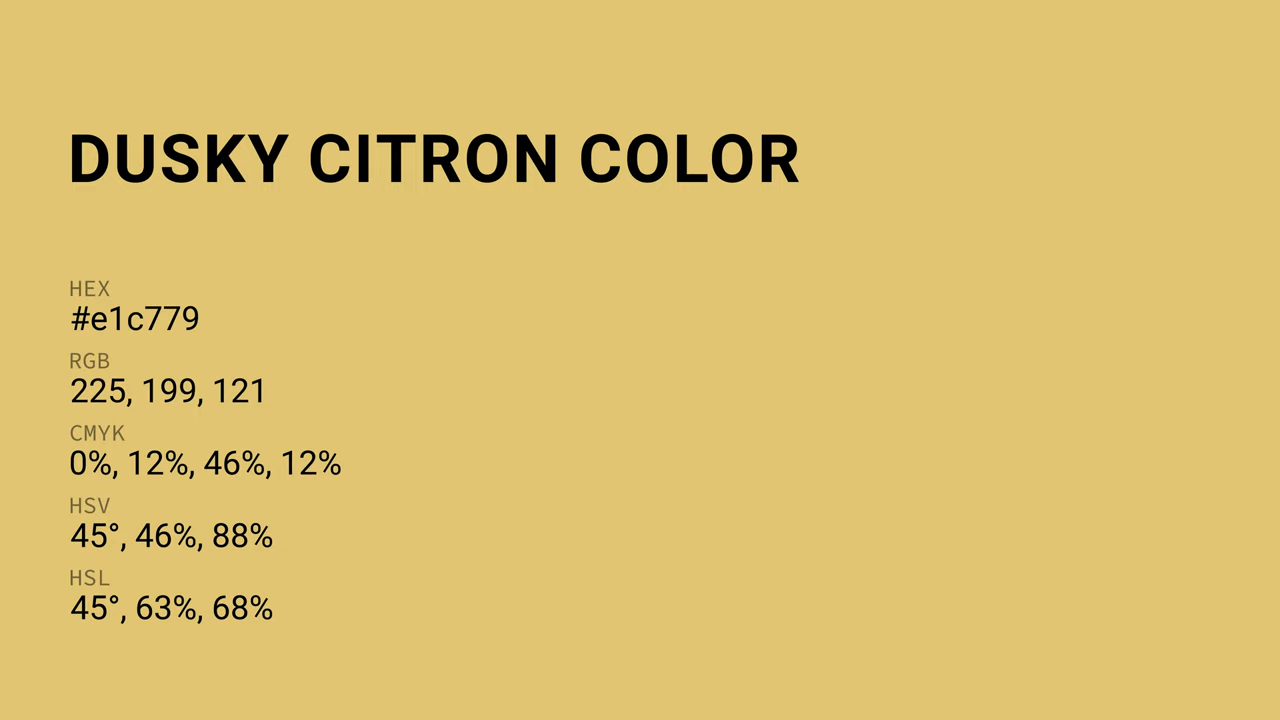 DUSKY CITRON COLOR
HEX
#e1c779
RGB
225, 199, 121
CMYK
0%, 12%, 46%, 12%
HSV
45°, 46%, 88%
HSL
45°, 63%, 68%